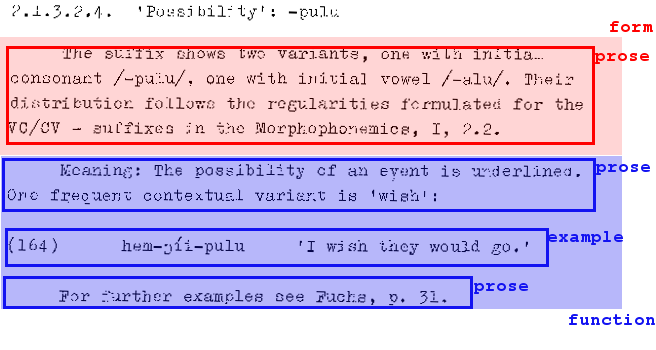 2.1.3.2.4. 'Possibility': -pulu
form
The suffix shows two variants, one with initia… prose
consonant /-pulu/, one with initial vowel /-alu/. Their
distribution follows the regularities formulated for the
VC/CV - suffixes in the Morphophonemics, I, 2.2.
Meaning: The possibility of an event is underlined. prose
One frequent contextual variant is 'wish':
(164) hem-píi-pulu 'I wish they would go.' example
For further examples see Fuchs, p. 31. prose
function